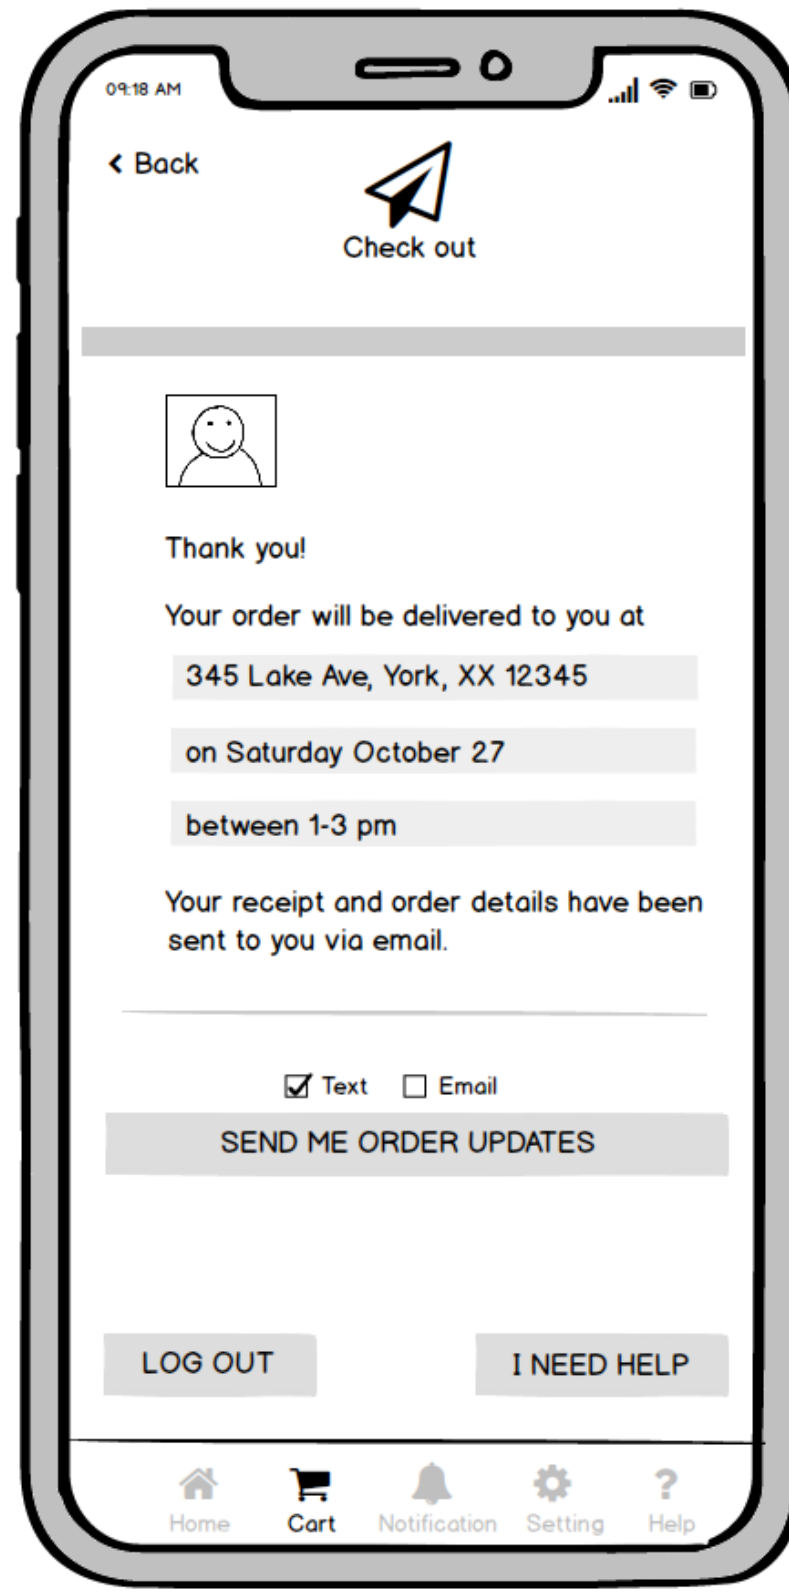 09:18 AM
Back
Check out
Thank you!
Your order will be delivered to you at
345 Lake Ave, York, XX 12345
on Saturday October 27
between 1-3 pm
Your receipt and order details have been
sent to you via email.
Text Email
SEND ME ORDER UPDATES
LOG OUT I NEED HELP
Home Cart Notification Setting Help